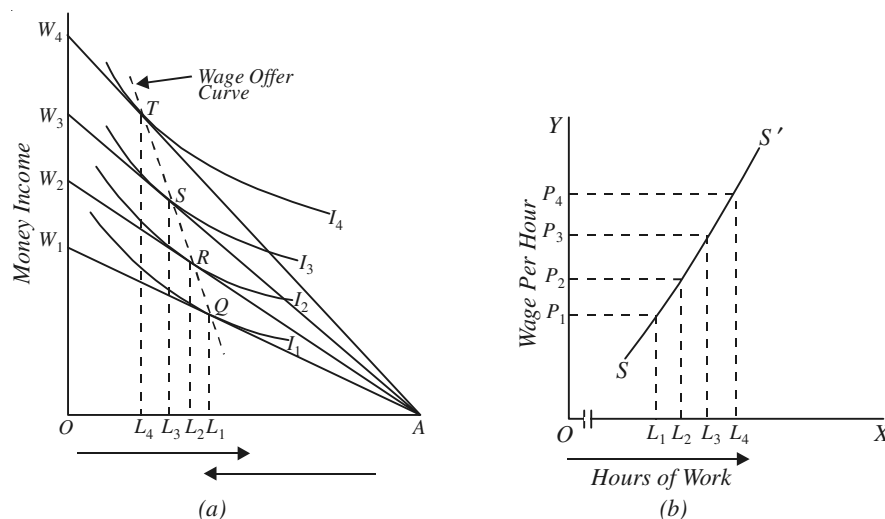 W4
Wage Offer
Curve
T
W3
S
W2
R
W1
Q
I4
I3
I2
I1
Money Income
O L4 L3 L2 L1 A
(a)
Y
S'
P4
P3
P2
P1
S
Wage Per Hour
O L1 L2 L3 L4 X
Hours of Work
(b)